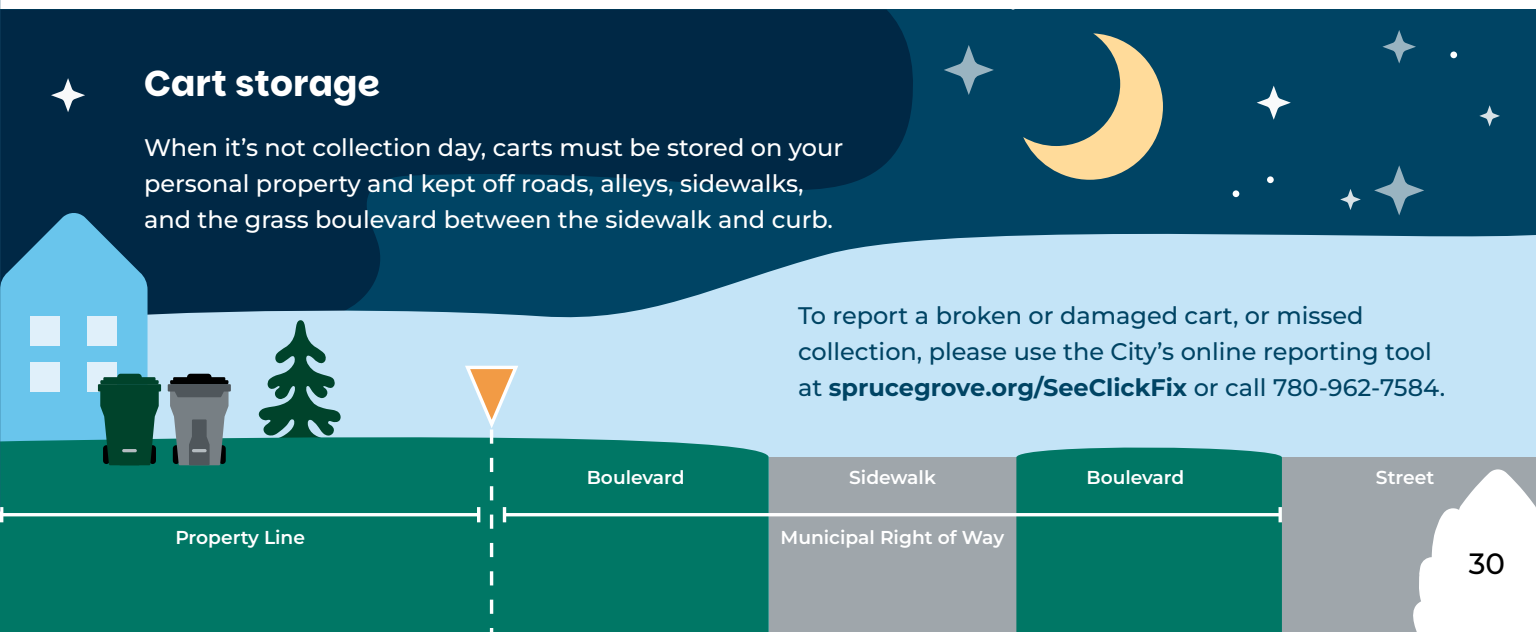 Cart storage
When it’s not collection day, carts must be stored on your
personal property and kept off roads, alleys, sidewalks,
and the grass boulevard between the sidewalk and curb.
To report a broken or damaged cart, or missed
collection, please use the City’s online reporting tool
at sprucegrove.org/SeeClickFix or call 780-962-7584.
Boulevard
Sidewalk
Boulevard
Street
Property Line
Municipal Right of Way
30